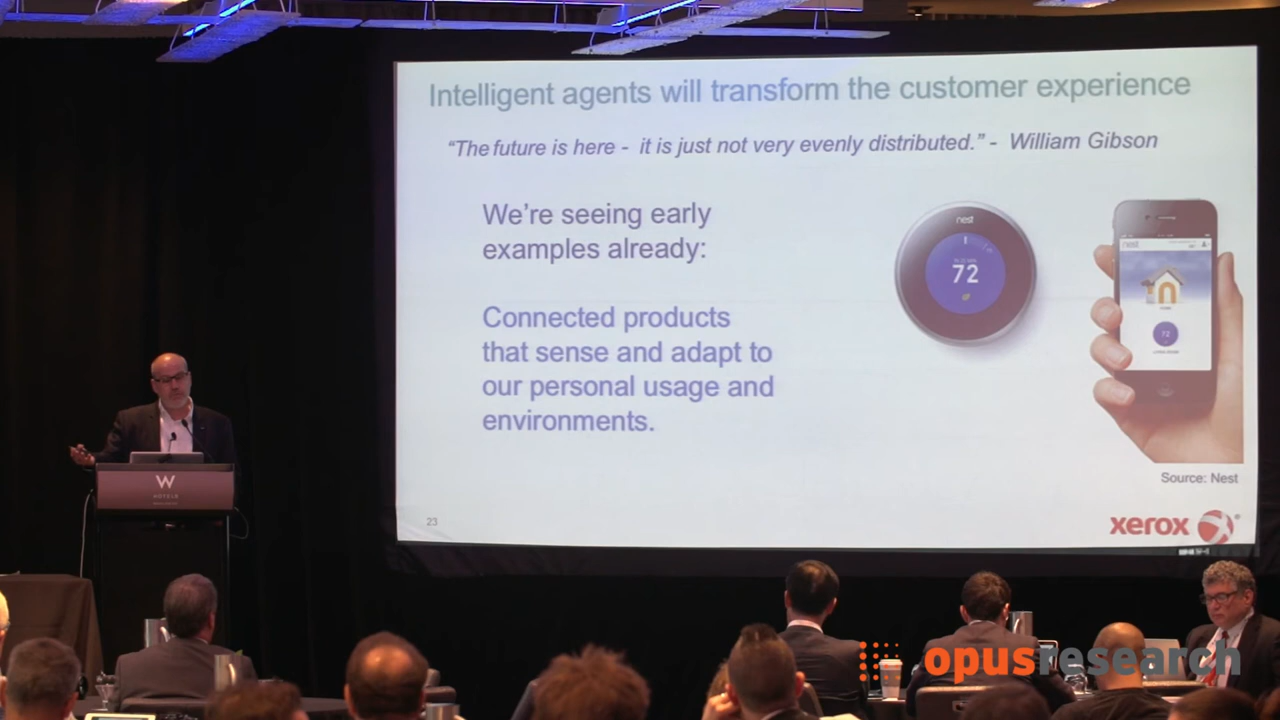 Intelligent agents will transform the customer experience
“The future is here - it is just not very evenly distributed.” - William Gibson
We’re seeing early
examples already:
nest
72
nest
72
Connected products
that sense and adapt to
our personal usage and
environments.
Source: Nest
23
xerox
W
HOTELS
opusresearch